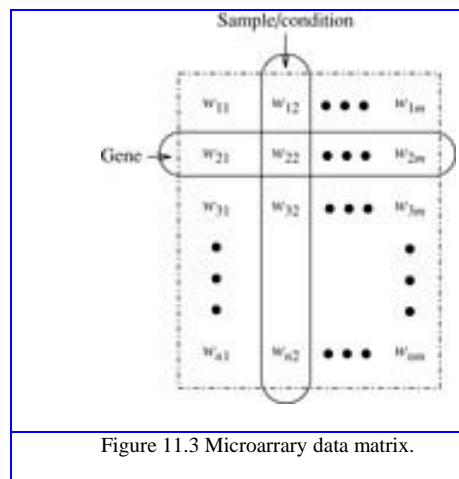 Sample/condition
w11 w12 ● ● ● w1m
Gene w21 w22 ● ● ● w2m
w31 w32 ● ● ● w3m
wn1 wn2 ● ● ● wnm
Figure 11.3 Microarrary data matrix.